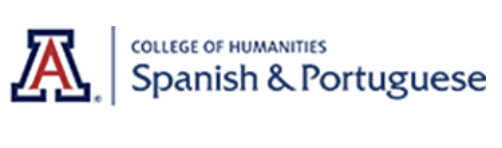 A
COLLEGE OF HUMANITIES
Spanish & Portuguese